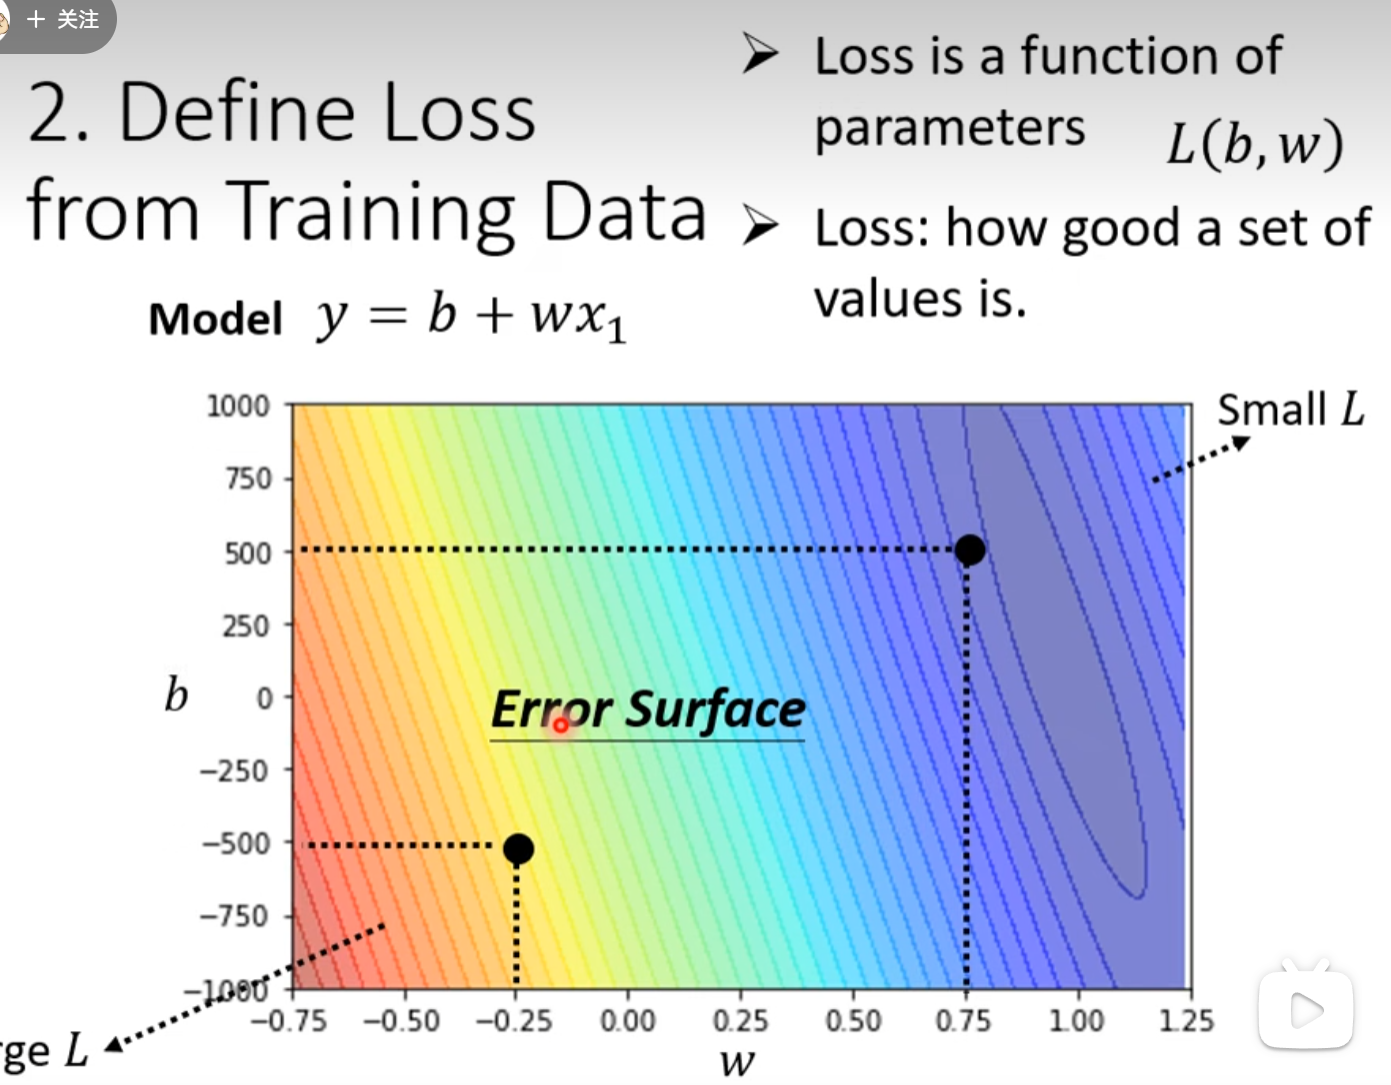 + 关注
2. Define Loss
from Training Data
➢ Loss is a function of
parameters L(b, w)
➢ Loss: how good a set of
values is.
Model y = b + wx₁
Small L
1000
750
500
250
b
0
−250
−500
−750
−1000
Error Surface
rge L
−0.75 −0.50 −0.25 0.00 0.25 0.50 0.75 1.00 1.25
w